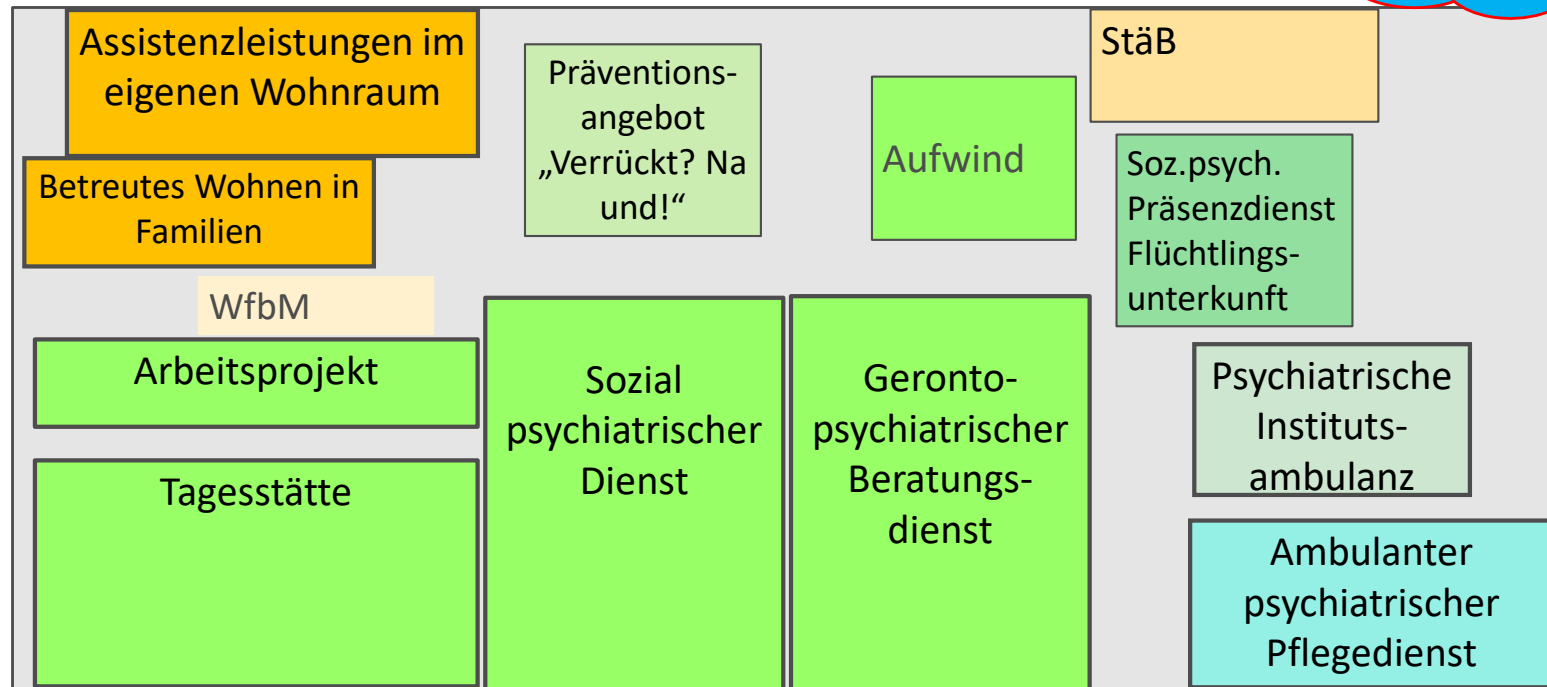 Assistenzleistungen im
eigenen Wohnraum
Betreutes Wohnen in
Familien
WfbM
Arbeitsprojekt
Tagesstätte
Präventions-
angebot
„Verrückt? Na
und!“
Sozial
psychiatrischer
Dienst
Aufwind
Geronto-
psychiatrischer
Beratungs-
dienst
StäB
Soz.psych.
Präsenzdienst
Flüchtlings-
unterkunft
Psychiatrische
Instituts-
ambulanz
Ambulanter
psychiatrischer
Pflegedienst